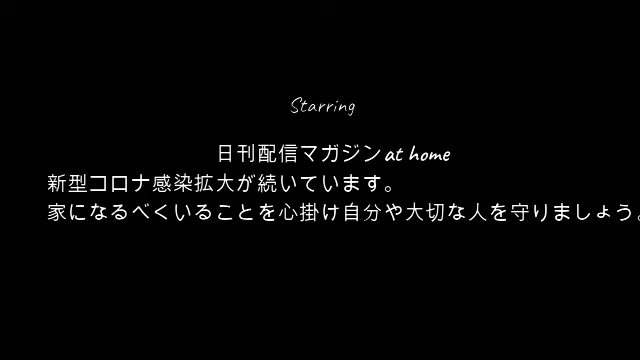 Starring
日刊配信マガジンat home
新型コロナ感染拡大が続いています。
家になるべくいることを心掛け自分や大切な人を守りましょう。